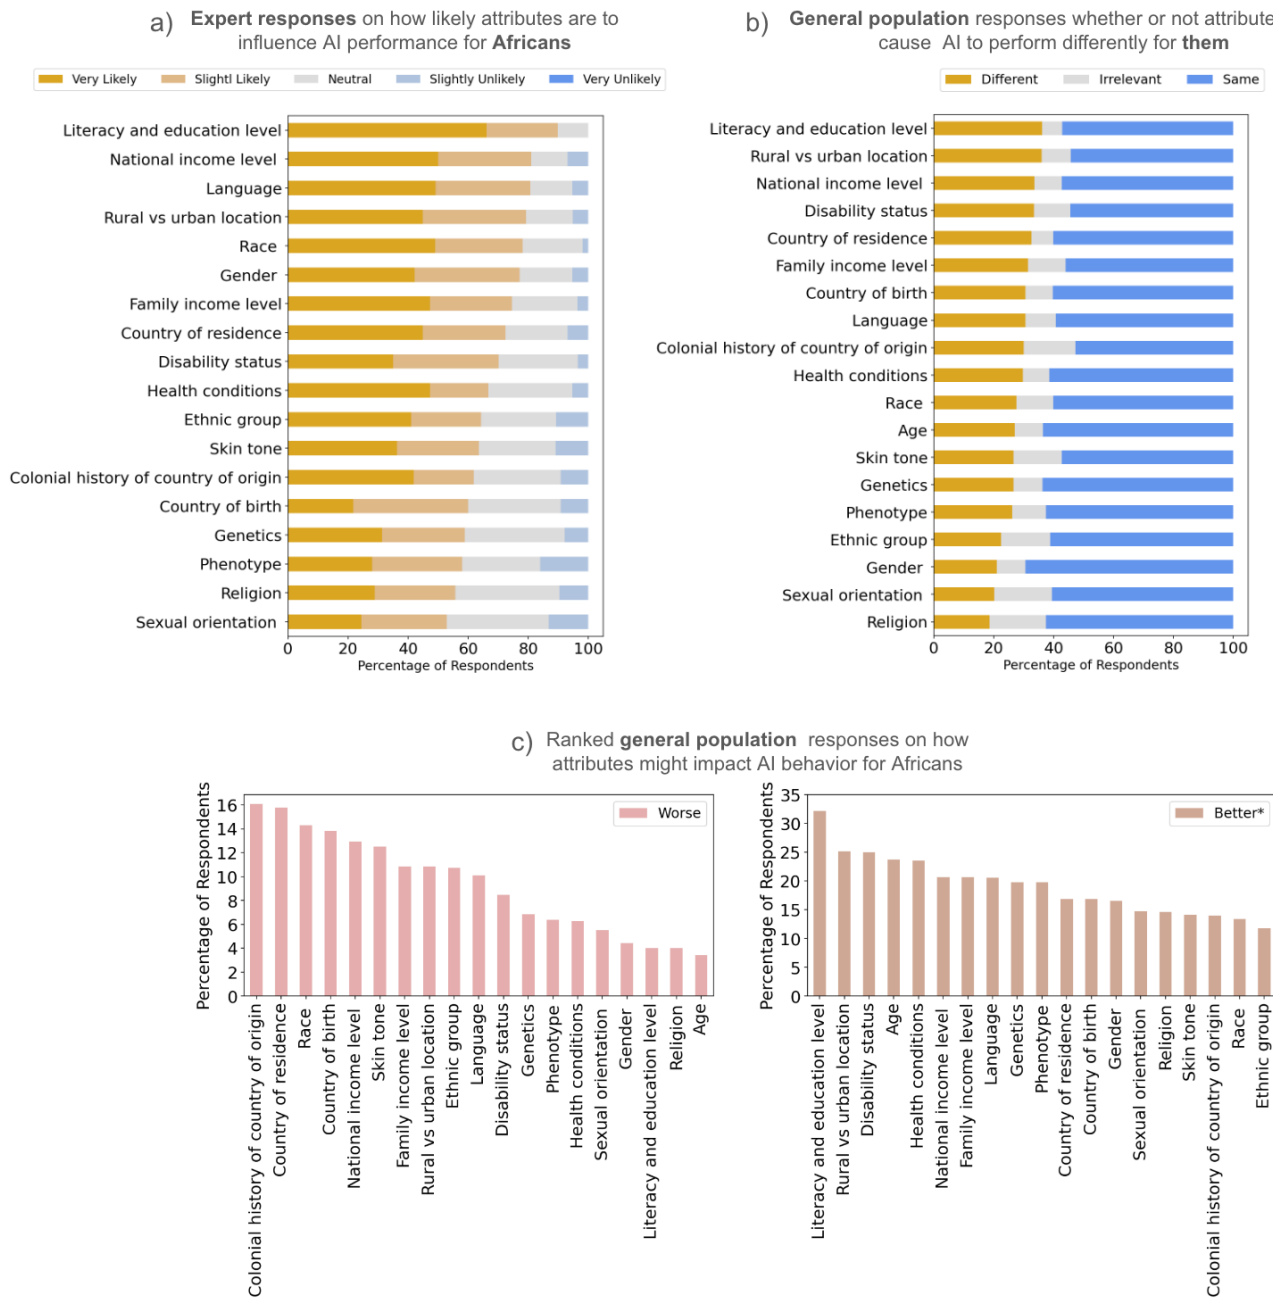 a) Expert responses on how likely attributes are to
influence AI performance for Africans
Very Likely Slightl Likely Neutral Slightly Unlikely Very Unlikely
Literacy and education level
National income level
Language
Rural vs urban location
Race
Gender
Family income level
Country of residence
Disability status
Health conditions
Ethnic group
Skin tone
Colonial history of country of origin
Country of birth
Genetics
Phenotype
Religion
Sexual orientation
0 20 40 60 80 100
Percentage of Respondents
b) General population responses whether or not attribute
cause AI to perform differently for them
Different Irrelevant Same
Literacy and education level
Rural vs urban location
National income level
Disability status
Country of residence
Family income level
Country of birth
Language
Colonial history of country of origin
Health conditions
Race
Age
Skin tone
Genetics
Phenotype
Ethnic group
Gender
Sexual orientation
Religion
0 20 40 60 80 100
Percentage of Respondents
c) Ranked general population responses on how
attributes might impact AI behavior for Africans
Percentage of Respondents
16
14
12
10
8
6
4
2
0
Worse
Colonial history of country of origin
Country of residence
Race
Country of birth
National income level
Skin tone
Family income level
Rural vs urban location
Ethnic group
Language
Disability status
Genetics
Phenotype
Health conditions
Sexual orientation
Gender
Literacy and education level
Religion
Age
Percentage of Respondents
35
30
25
20
15
10
5
0
Better*
Literacy and education level
Rural vs urban location
Disability status
Age
Health conditions
National income level
Family income level
Language
Genetics
Phenotype
Country of residence
Country of birth
Gender
Sexual orientation
Religion
Skin tone
Colonial history of country of origin
Race
Ethnic group